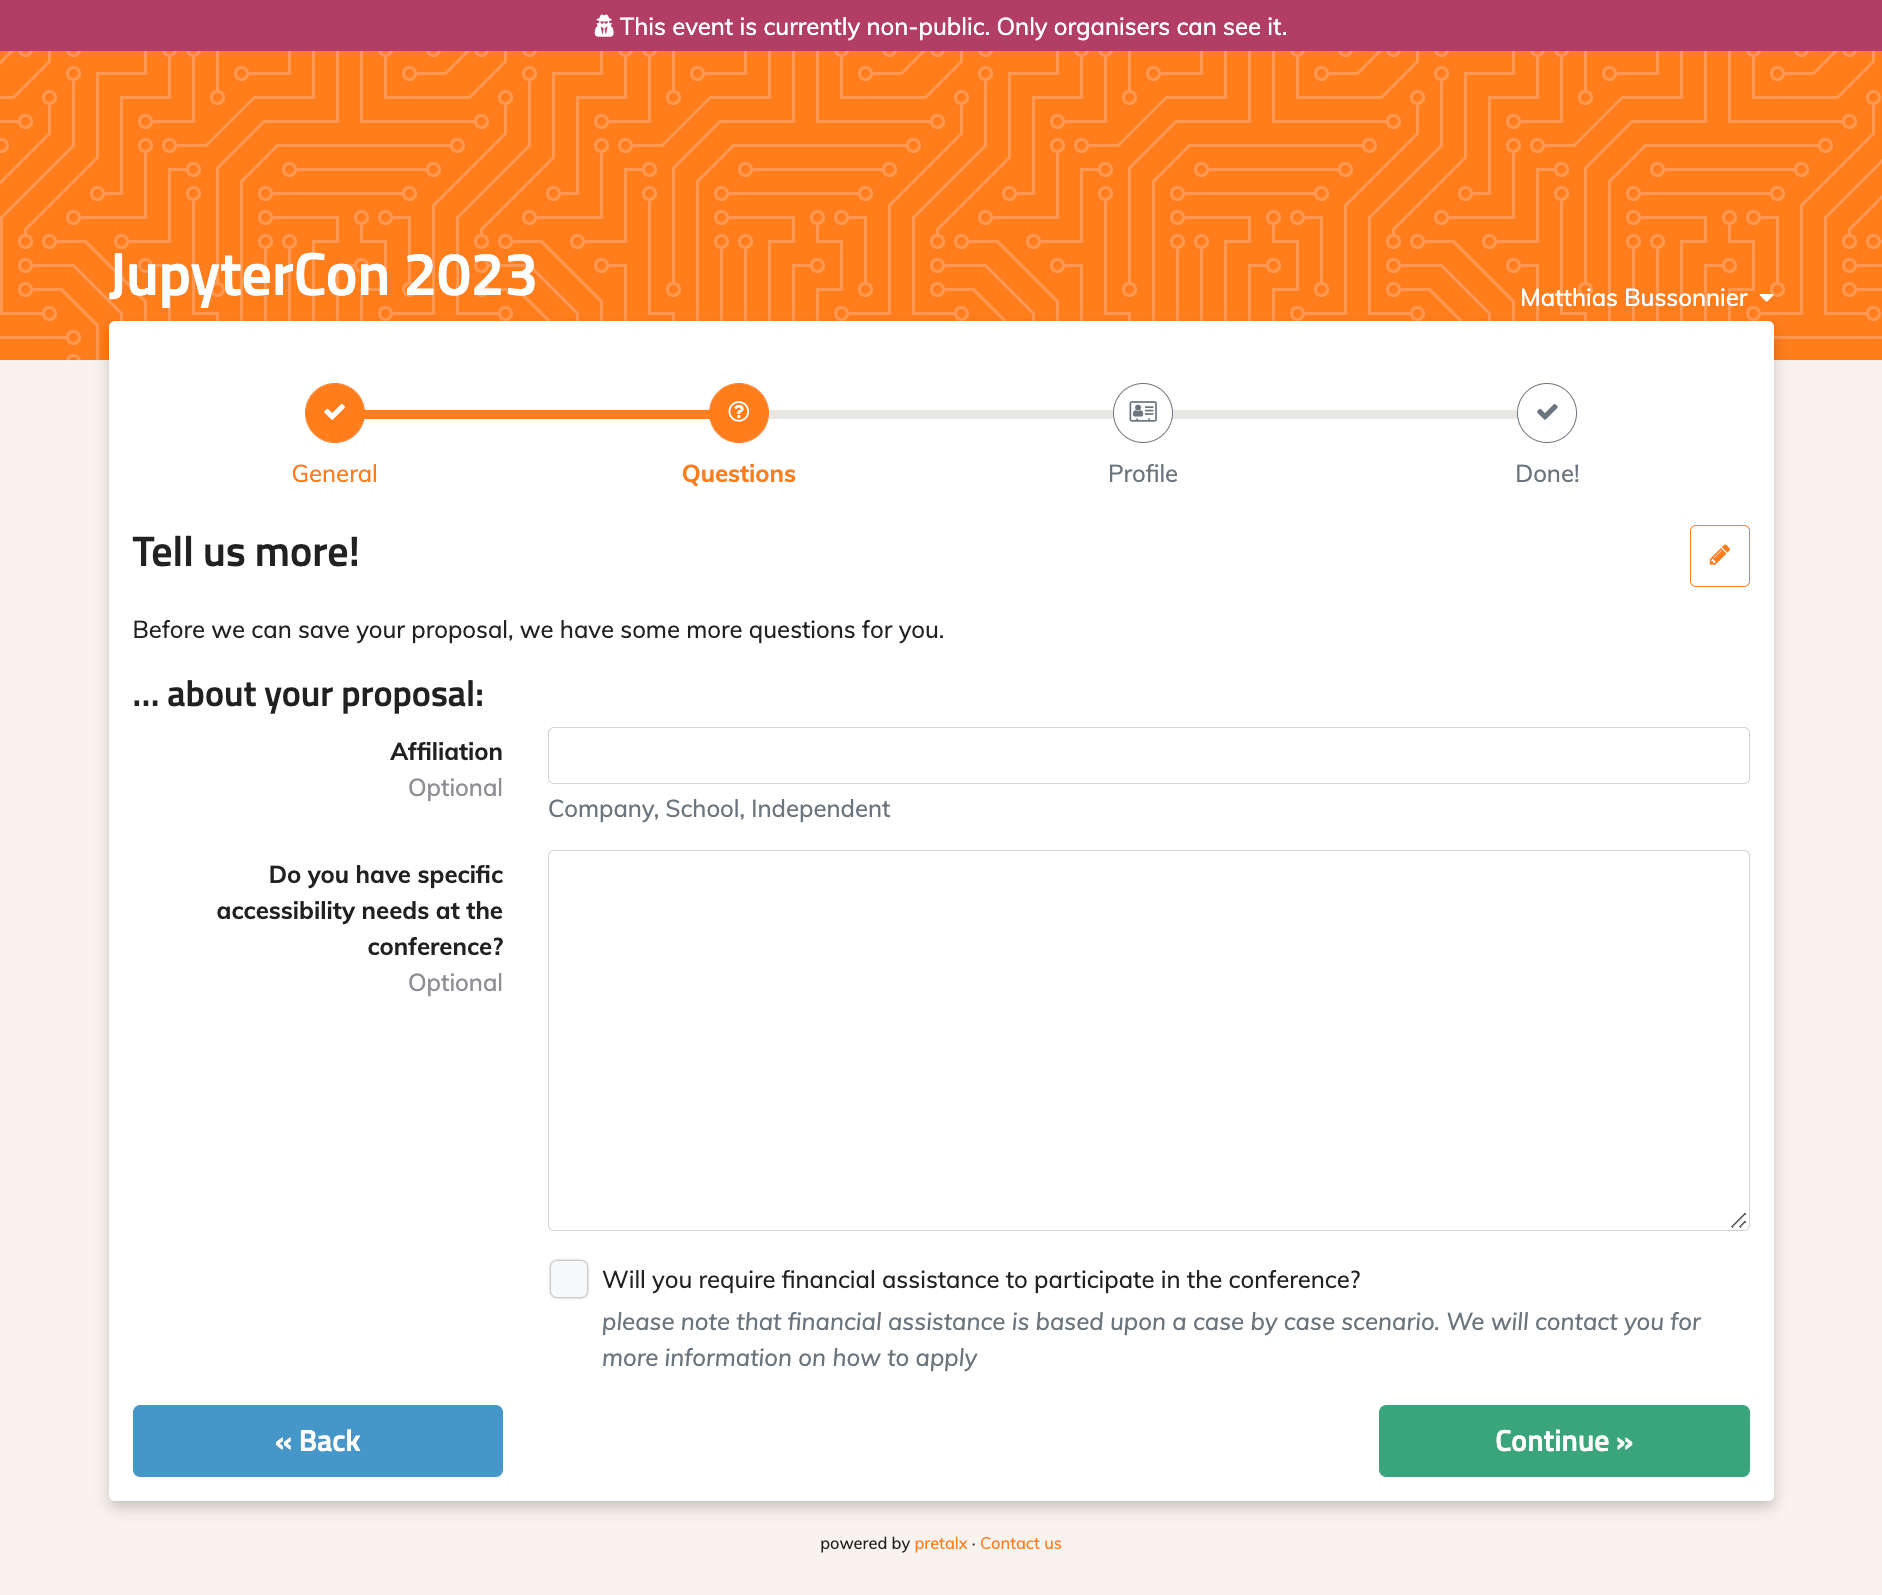 This event is currently non-public. Only organisers can see it.
JupyterCon 2023
Matthias Bussonnier
General
Questions
Profile
Done!
Tell us more!
Before we can save your proposal, we have some more questions for you.
... about your proposal:
Affiliation
Optional
Company, School, Independent
Do you have specific
accessibility needs at the
conference?
Optional
Will you require financial assistance to participate in the conference?
please note that financial assistance is based upon a case by case scenario. We will contact you for
more information on how to apply
« Back
Continue »
powered by pretalx · Contact us